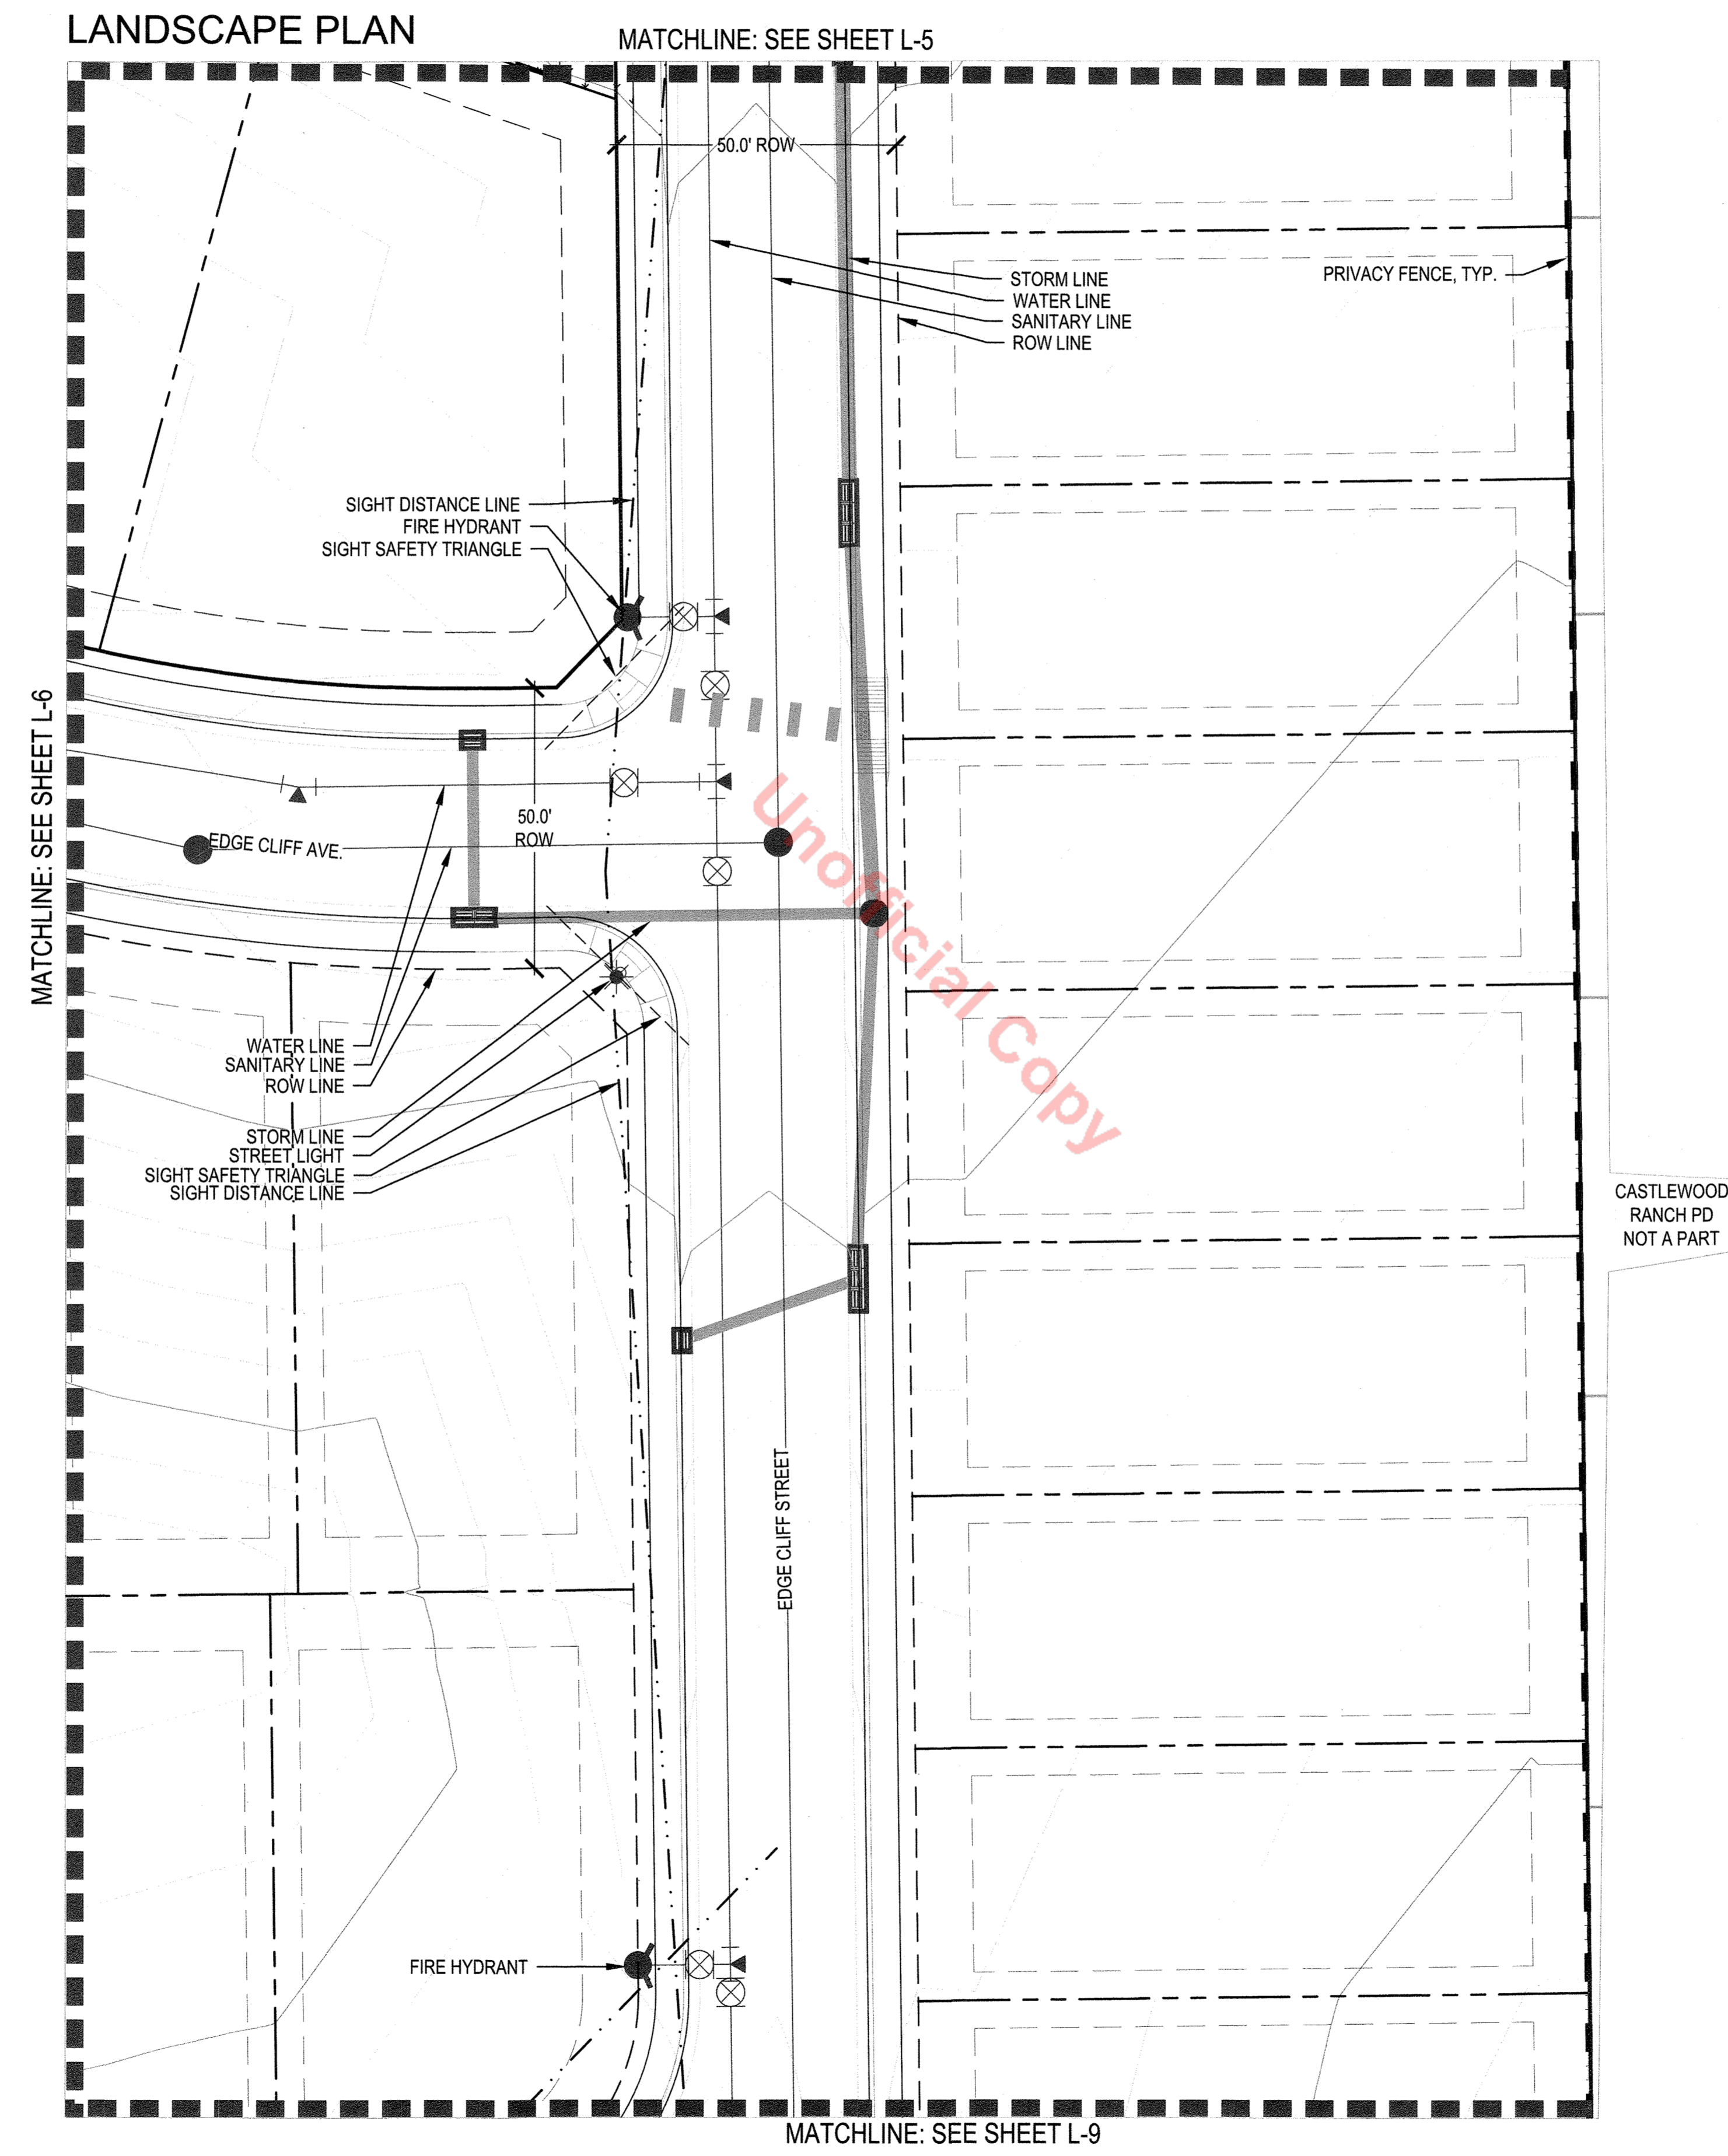 LANDSCAPE PLAN
MATCHLINE: SEE SHEET L-5
50.0' ROW
STORM LINE
WATER LINE
SANITARY LINE
ROW LINE
PRIVACY FENCE, TYP.
SIGHT DISTANCE LINE
FIRE HYDRANT
SIGHT SAFETY TRIANGLE
MATCHLINE: SEE SHEET L-6
50.0'
ROW
EDGE CLIFF AVE.
Unofficial Copy
WATER LINE
SANITARY LINE
ROW LINE
STORM LINE
STREET LIGHT
SIGHT SAFETY TRIANGLE
SIGHT DISTANCE LINE
CASTLEWOOD
RANCH PD
NOT A PART
EDGE CLIFF STREET
FIRE HYDRANT
MATCHLINE: SEE SHEET L-9